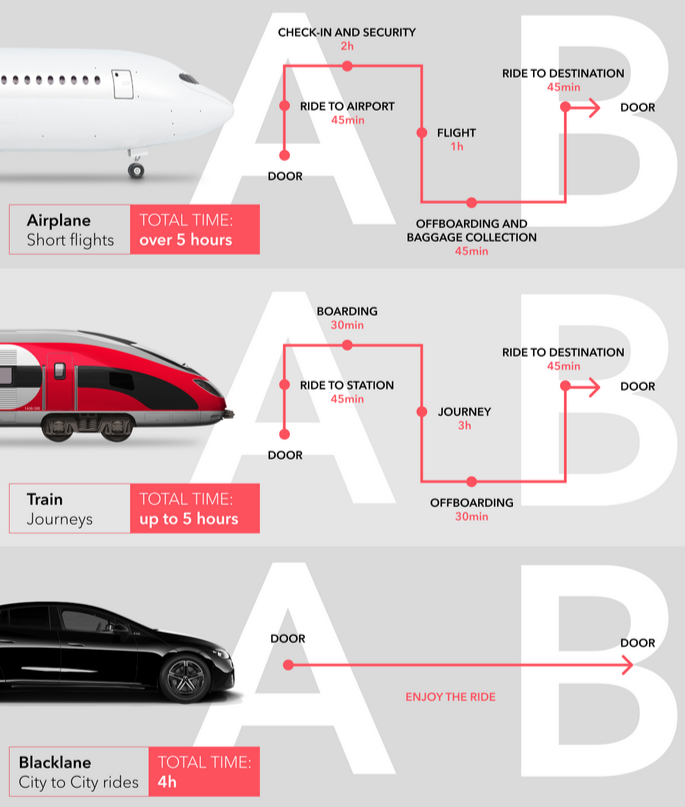 CHECK-IN AND SECURITY
2h
RIDE TO AIRPORT
45min
DOOR
FLIGHT
1h
OFFBOARDING AND
BAGGAGE COLLECTION
45min
RIDE TO DESTINATION
45min
DOOR
A
B
Airplane
Short flights
TOTAL TIME:
over 5 hours
BOARDING
30min
RIDE TO STATION
45min
DOOR
JOURNEY
3h
OFFBOARDING
30min
RIDE TO DESTINATION
45min
DOOR
A
B
Train
Journeys
TOTAL TIME:
up to 5 hours
DOOR
DOOR
ENJOY THE RIDE
A
B
Blacklane
City to City rides
TOTAL TIME:
4h